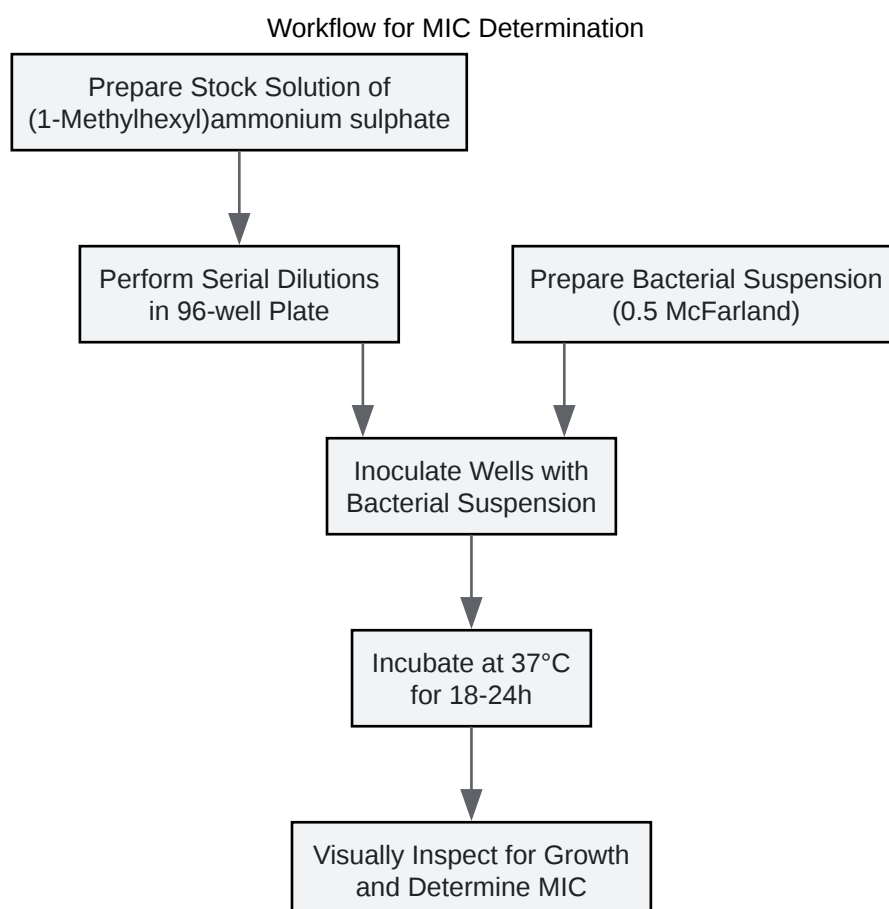 Workflow for MIC Determination
Prepare Stock Solution of
(1-Methylhexyl)ammonium sulphate
Perform Serial Dilutions
in 96-well Plate
Prepare Bacterial Suspension
(0.5 McFarland)
Inoculate Wells with
Bacterial Suspension
Incubate at 37°C
for 18-24h
Visually Inspect for Growth
and Determine MIC